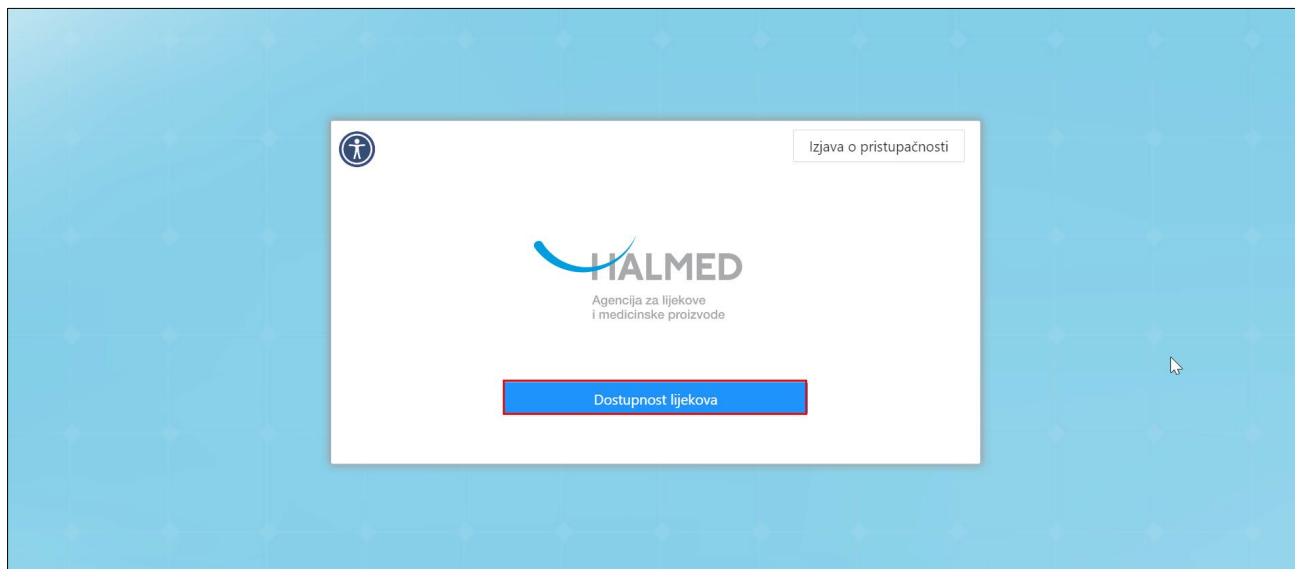 Izjava o pristupačnosti
HALMED
Agencija za lijekove
i medicinske proizvode
Dostupnost lijekova